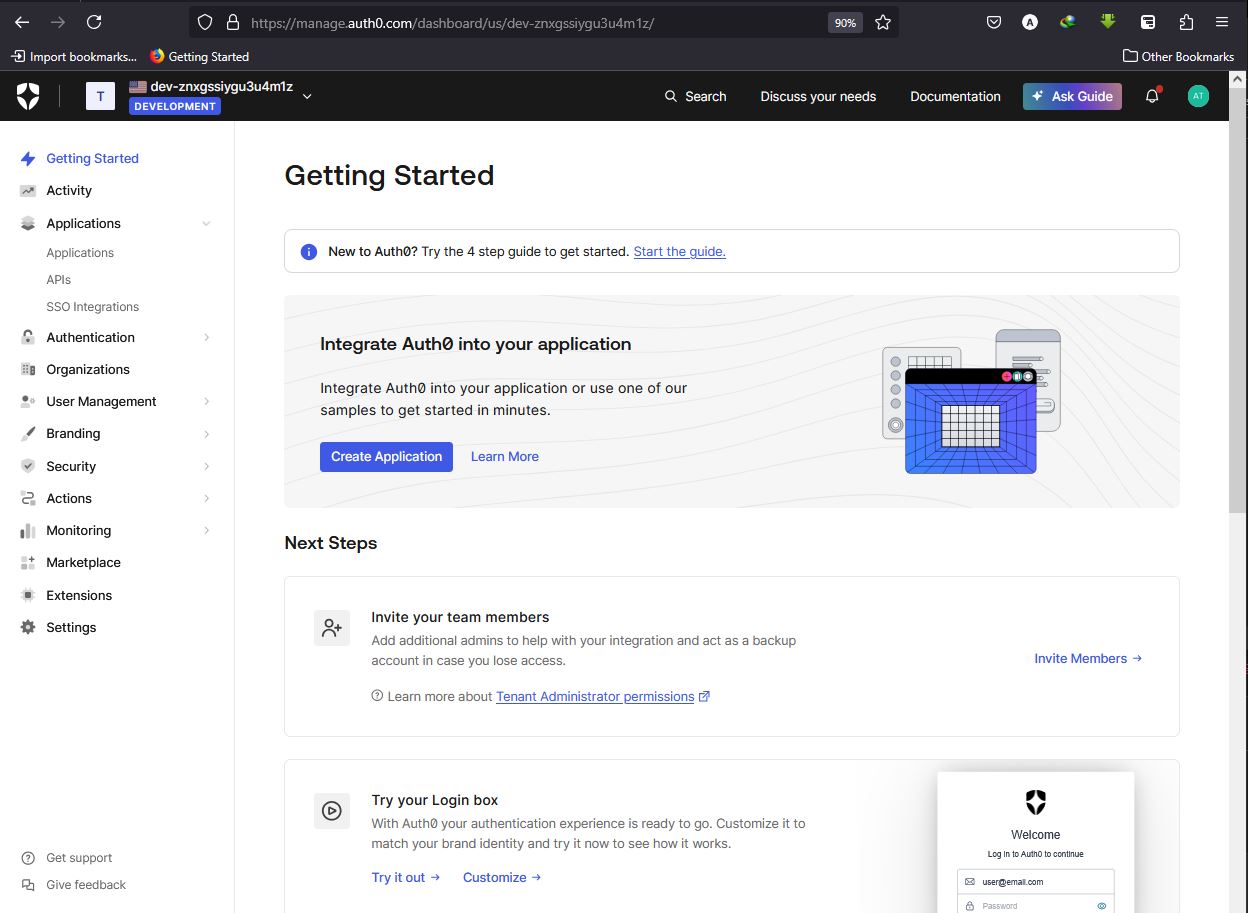 https://manage.auth0.com/dashboard/us/dev-znxgssiygu3u4m1z/
90%
A
Import bookmarks...
Getting Started
Other Bookmarks
T
dev-znxgssiygu3u4m1z
DEVELOPMENT
Search
Discuss your needs
Documentation
Ask Guide
AT
Getting Started
Activity
Applications
Applications
APIs
SSO Integrations
Authentication
Organizations
User Management
Branding
Security
Actions
Monitoring
Marketplace
Extensions
Settings
Get support
Give feedback
Getting Started
New to Auth0? Try the 4 step guide to get started. Start the guide.
Integrate Auth0 into your application
Integrate Auth0 into your application or use one of our
samples to get started in minutes.
Create Application
Learn More
Next Steps
Invite your team members
Add additional admins to help with your integration and act as a backup
account in case you lose access.
Invite Members →
Learn more about Tenant Administrator permissions
Try your Login box
With Auth0 your authentication experience is ready to go. Customize it to
match your brand identity and try it now to see how it works.
Try it out →
Customize →
Welcome
Log in to Auth0 to continue
user@email.com
Password